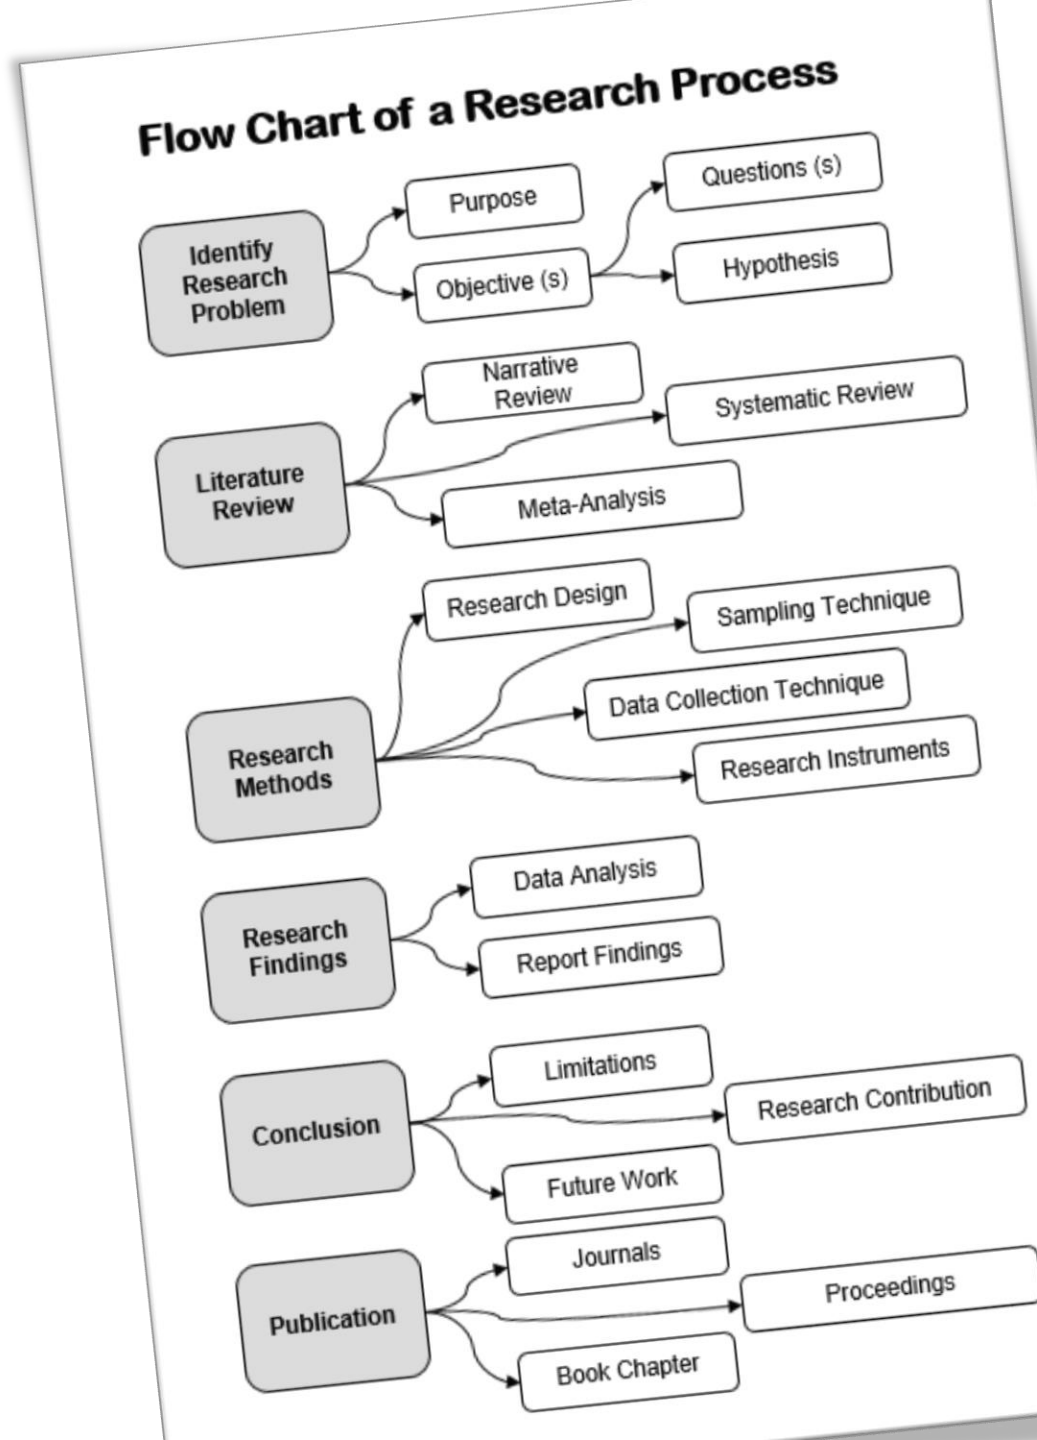 Flow Chart of a Research Process
Identify
Research
Problem
Purpose
Objective (s)
Questions (s)
Hypothesis
Literature
Review
Narrative
Review
Systematic Review
Meta-Analysis
Research
Methods
Research Design
Sampling Technique
Data Collection Technique
Research Instruments
Research
Findings
Data Analysis
Report Findings
Conclusion
Limitations
Research Contribution
Future Work
Publication
Journals
Proceedings
Book Chapter